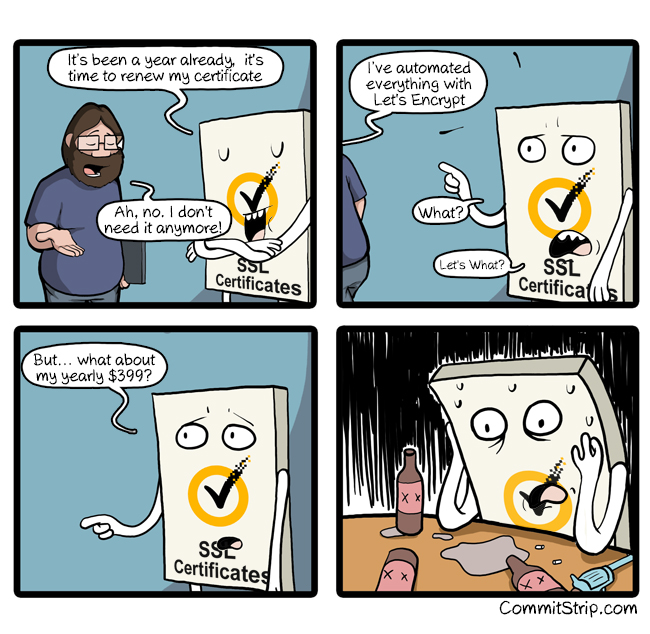 It's been a year already, it's
time to renew my certificate
Ah, no. I don't
need it anymore!
SSL
Certificates
I've automated
everything with
Let's Encrypt
What?
Let's What?
SSL
Certificates
But... what about
my yearly $399?
SSL
Certificates
x x
x x
x x
CommitStrip.com